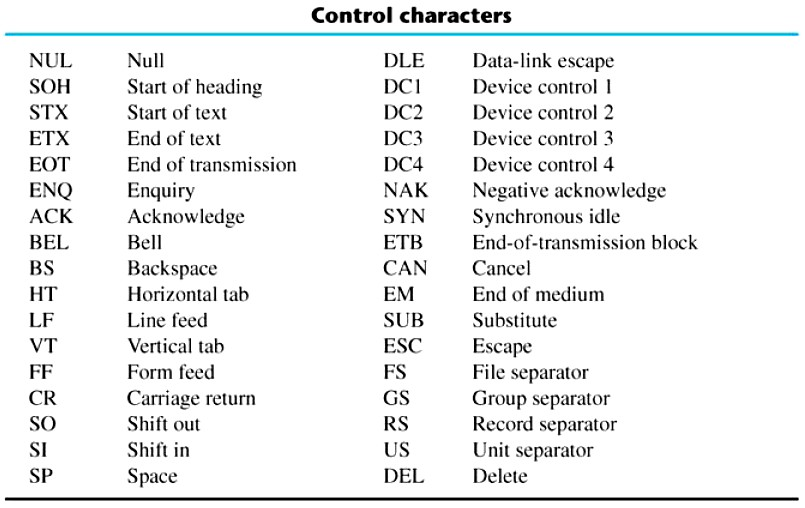 Control characters
NUL Null DLE Data-link escape
SOH Start of heading DC1 Device control 1
STX Start of text DC2 Device control 2
ETX End of text DC3 Device control 3
EOT End of transmission DC4 Device control 4
ENQ Enquiry NAK Negative acknowledge
ACK Acknowledge SYN Synchronous idle
BEL Bell ETB End-of-transmission block
BS Backspace CAN Cancel
HT Horizontal tab EM End of medium
LF Line feed SUB Substitute
VT Vertical tab ESC Escape
FF Form feed FS File separator
CR Carriage return GS Group separator
SO Shift out RS Record separator
SI Shift in US Unit separator
SP Space DEL Delete